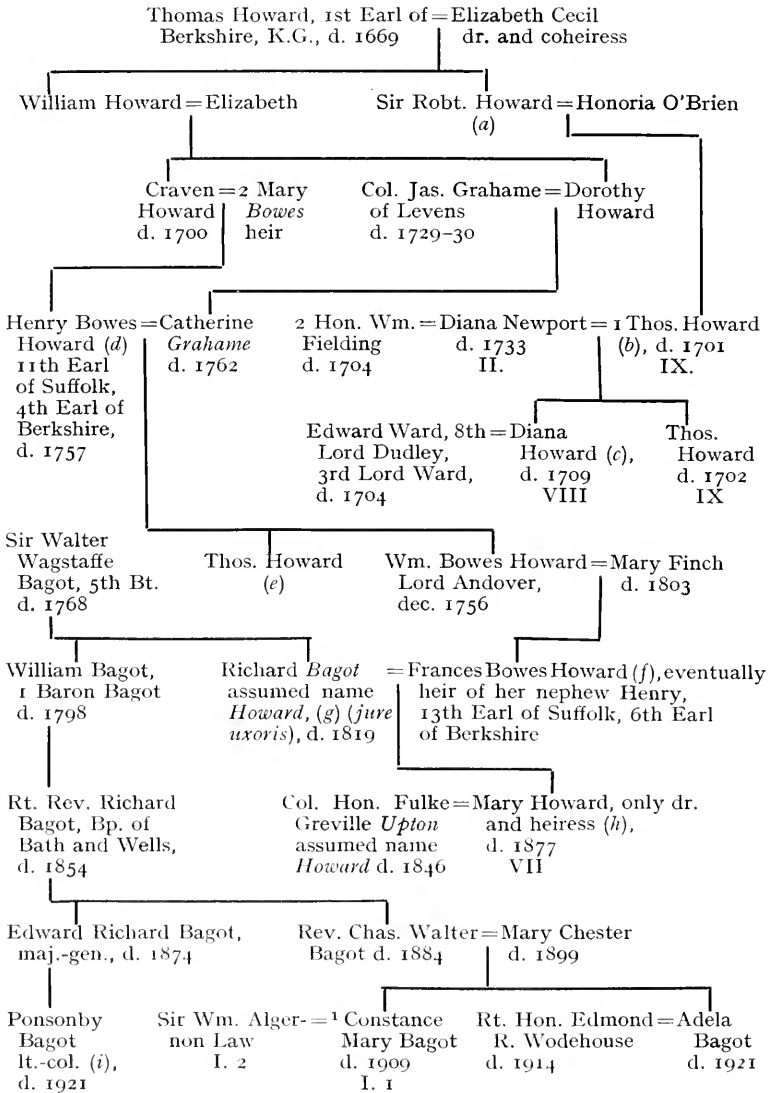 Thomas Howard, 1st Earl of = Elizabeth Cecil
Berkshire, K.G., d. 1669 dr. and coheiress
William Howard = Elizabeth Sir Robt. Howard = Honoria O'Brien
(a)
Craven = 2 Mary Col. Jas. Grahame = Dorothy
Howard Bowes of Levens Howard
d. 1700 heir d. 1729-30
Henry Bowes = Catherine 2 Hon. Wm. = Diana Newport = 1 Thos. Howard
Howard (d) Grahame Fielding d. 1733 (b), d. 1701
11th Earl d. 1762 d. 1704 II. IX.
of Suffolk,
4th Earl of
Berkshire, Edward Ward, 8th = Diana Thos.
d. 1757 Lord Dudley, Howard (c), Howard
3rd Lord Ward, d. 1709 d. 1702
d. 1704 VIII IX
Sir Walter
Wagstaffe Thos. Howard Wm. Bowes Howard = Mary Finch
Bagot, 5th Bt. (e) Lord Andover, d. 1803
d. 1768 dec. 1756
William Bagot, Richard Bagot = Frances Bowes Howard (f), eventually
1 Baron Bagot assumed name heir of her nephew Henry,
d. 1798 Howard, (g) (jure 13th Earl of Suffolk, 6th Earl
uxoris), d. 1819 of Berkshire
Rt. Rev. Richard Col. Hon. Fulke = Mary Howard, only dr.
Bagot, Bp. of Greville Upton and heiress (h),
Bath and Wells, assumed name d. 1877
d. 1854 Howard d. 1846 VII
Edward Richard Bagot, Rev. Chas. Walter = Mary Chester
maj.-gen., d. 1874 Bagot d. 1884 d. 1899
Ponsonby Sir Wm. Alger- = 1 Constance Rt. Hon. Edmond = Adela
Bagot non Law Mary Bagot R. Wodehouse Bagot
lt.-col. (i), I. 2 d. 1909 d. 1914 d. 1921
d. 1921 I. 1